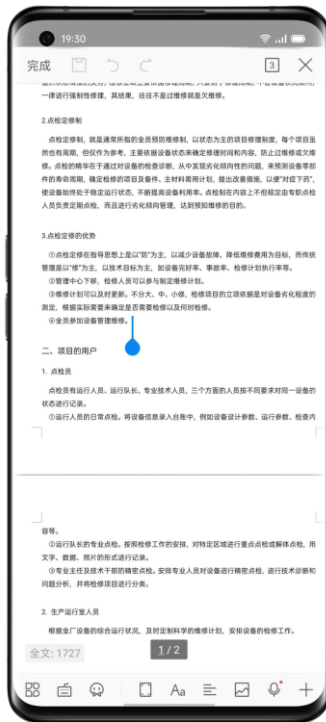 19:30
完成
3
一律进行强制性修理，其结果，往往不是过维修就是欠维修。
2.点检定修制
点检定修制，就是通常所指的全员预防维修制，以状态为主的项目修理制度，每个项目虽
然也有周期，但仅作为参考，主要依据设备状态来确定修理时间和内容，防止过维修或欠维
修。点检的精华在于通过对设备的检查诊断，从中发现劣化倾向性的问题，来预测设备零部
件的寿命周期，确定检修的项目及备件、主材料需用计划，提出改善措施，以便“对症下药”，
使设备始终处于稳定运行状态，不断提高设备利用率。点检制在内容上不但规定由专职点检
人员负责定期点检，而且进行劣化倾向管理，达到预知维修的目的。
3.点检定修的优势
①点检定修在指导思想上是以“防”为主，以减少设备故障、降低维修费用为目标，而传统
管理是以“修”为主，以技术目标为主，如设备完好率、事故率、检修计划执行率等。
②管理中心下移，检修人员可以参与制定维修计划。
③维修计划可以及时更新。不分大、中、小修，检修项目的立项依据是对设备劣化程度的
测定，根据实际需要来确定是否需要检修以及何时检修。
④全员参加设备管理维修。
二、项目的用户
1. 点检员
点检员有运行人员、运行队长、专业技术人员，三个方面的人员按不同要求对同一设备的
状态进行记录。
①运行人员的日常点检。将设备信息录入台账中，例如设备设计参数、运行参数、检查内
容等。
②运行队长的专业点检。按照检修工作的安排，对特定区域进行重点点检或解体点检，用
文字、数据、照片的形式进行记录。
③专业主任及技术干部的精密点检。安排专业人员对设备进行精密点检，进行技术诊断和
问题分析，并将检修项目进行分类。
2. 生产运行室人员
根据全厂设备的综合运行状况，及时定制科学的维修计划，安排设备的检修工作。
全文: 1727
1/2
Aa